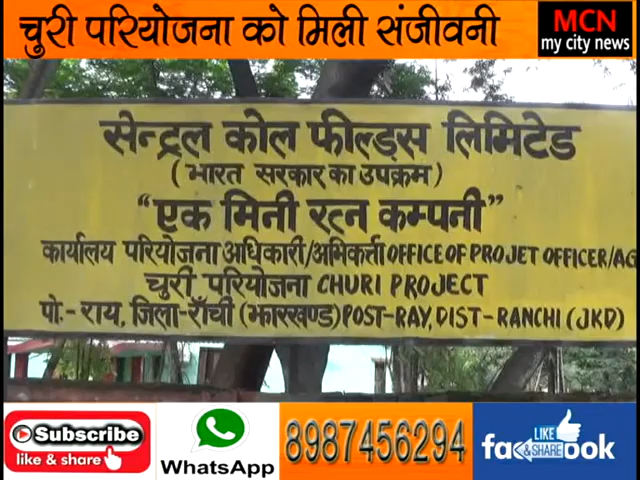 चुरी परियोजना को मिली संजीवनी
MCN
my city news
सेन्ट्रल कोल फील्ड्स लिमिटेड
(भारत सरकार का उपक्रम)
"एक मिनी रत्न कम्पनी"
कार्यालय परियोजना अधिकारी/अभिकर्त्ता OFFICE OF PROJET OFFICER/AG
चुरी परियोजना CHURI PROJECT
पो:- राय, जिला-राँची (झारखण्ड) POST-RAY, DIST-RANCHI (JKD)
Subscribe
like & share
WhatsApp
8987456294
LIKE
&SHARE
facebook